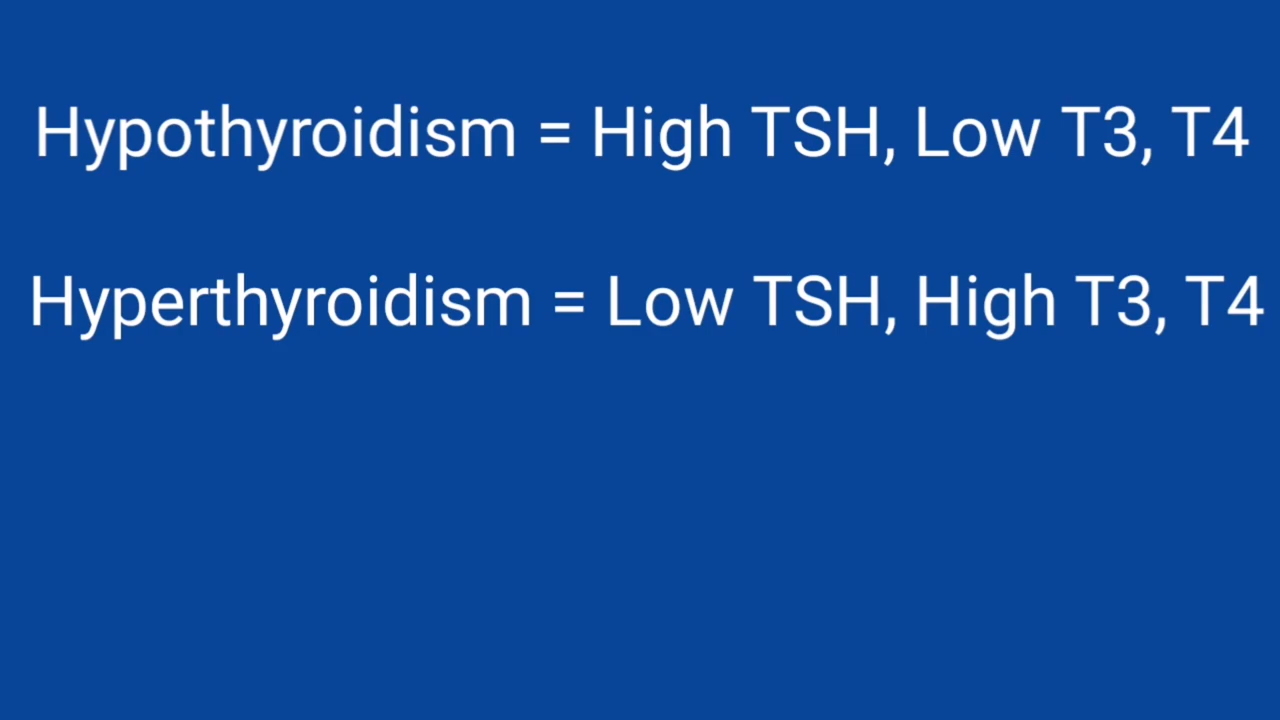 Hypothyroidism = High TSH, Low T3, T4
Hyperthyroidism = Low TSH, High T3, T4